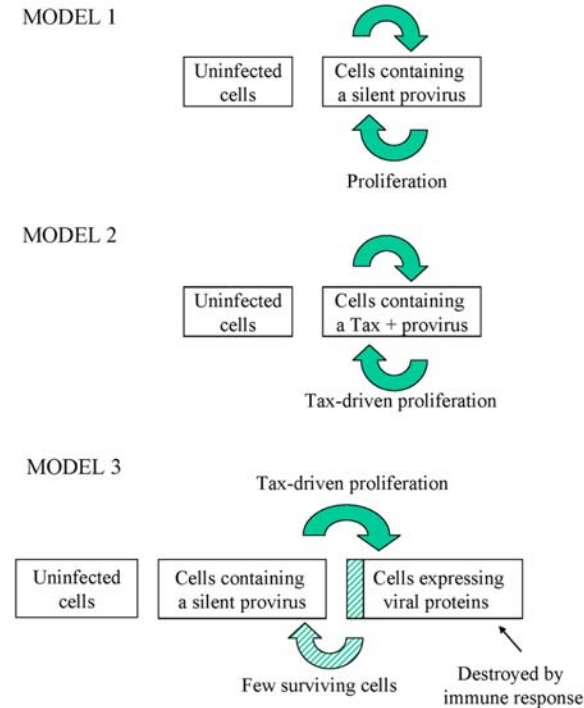 MODEL 1
Uninfected
cells
Cells containing
a silent provirus
Proliferation
MODEL 2
Uninfected
cells
Cells containing
a Tax + provirus
Tax-driven proliferation
MODEL 3
Tax-driven proliferation
Uninfected
cells
Cells containing
a silent provirus
Cells expressing
viral proteins
Few surviving cells
Destroyed by
immune response